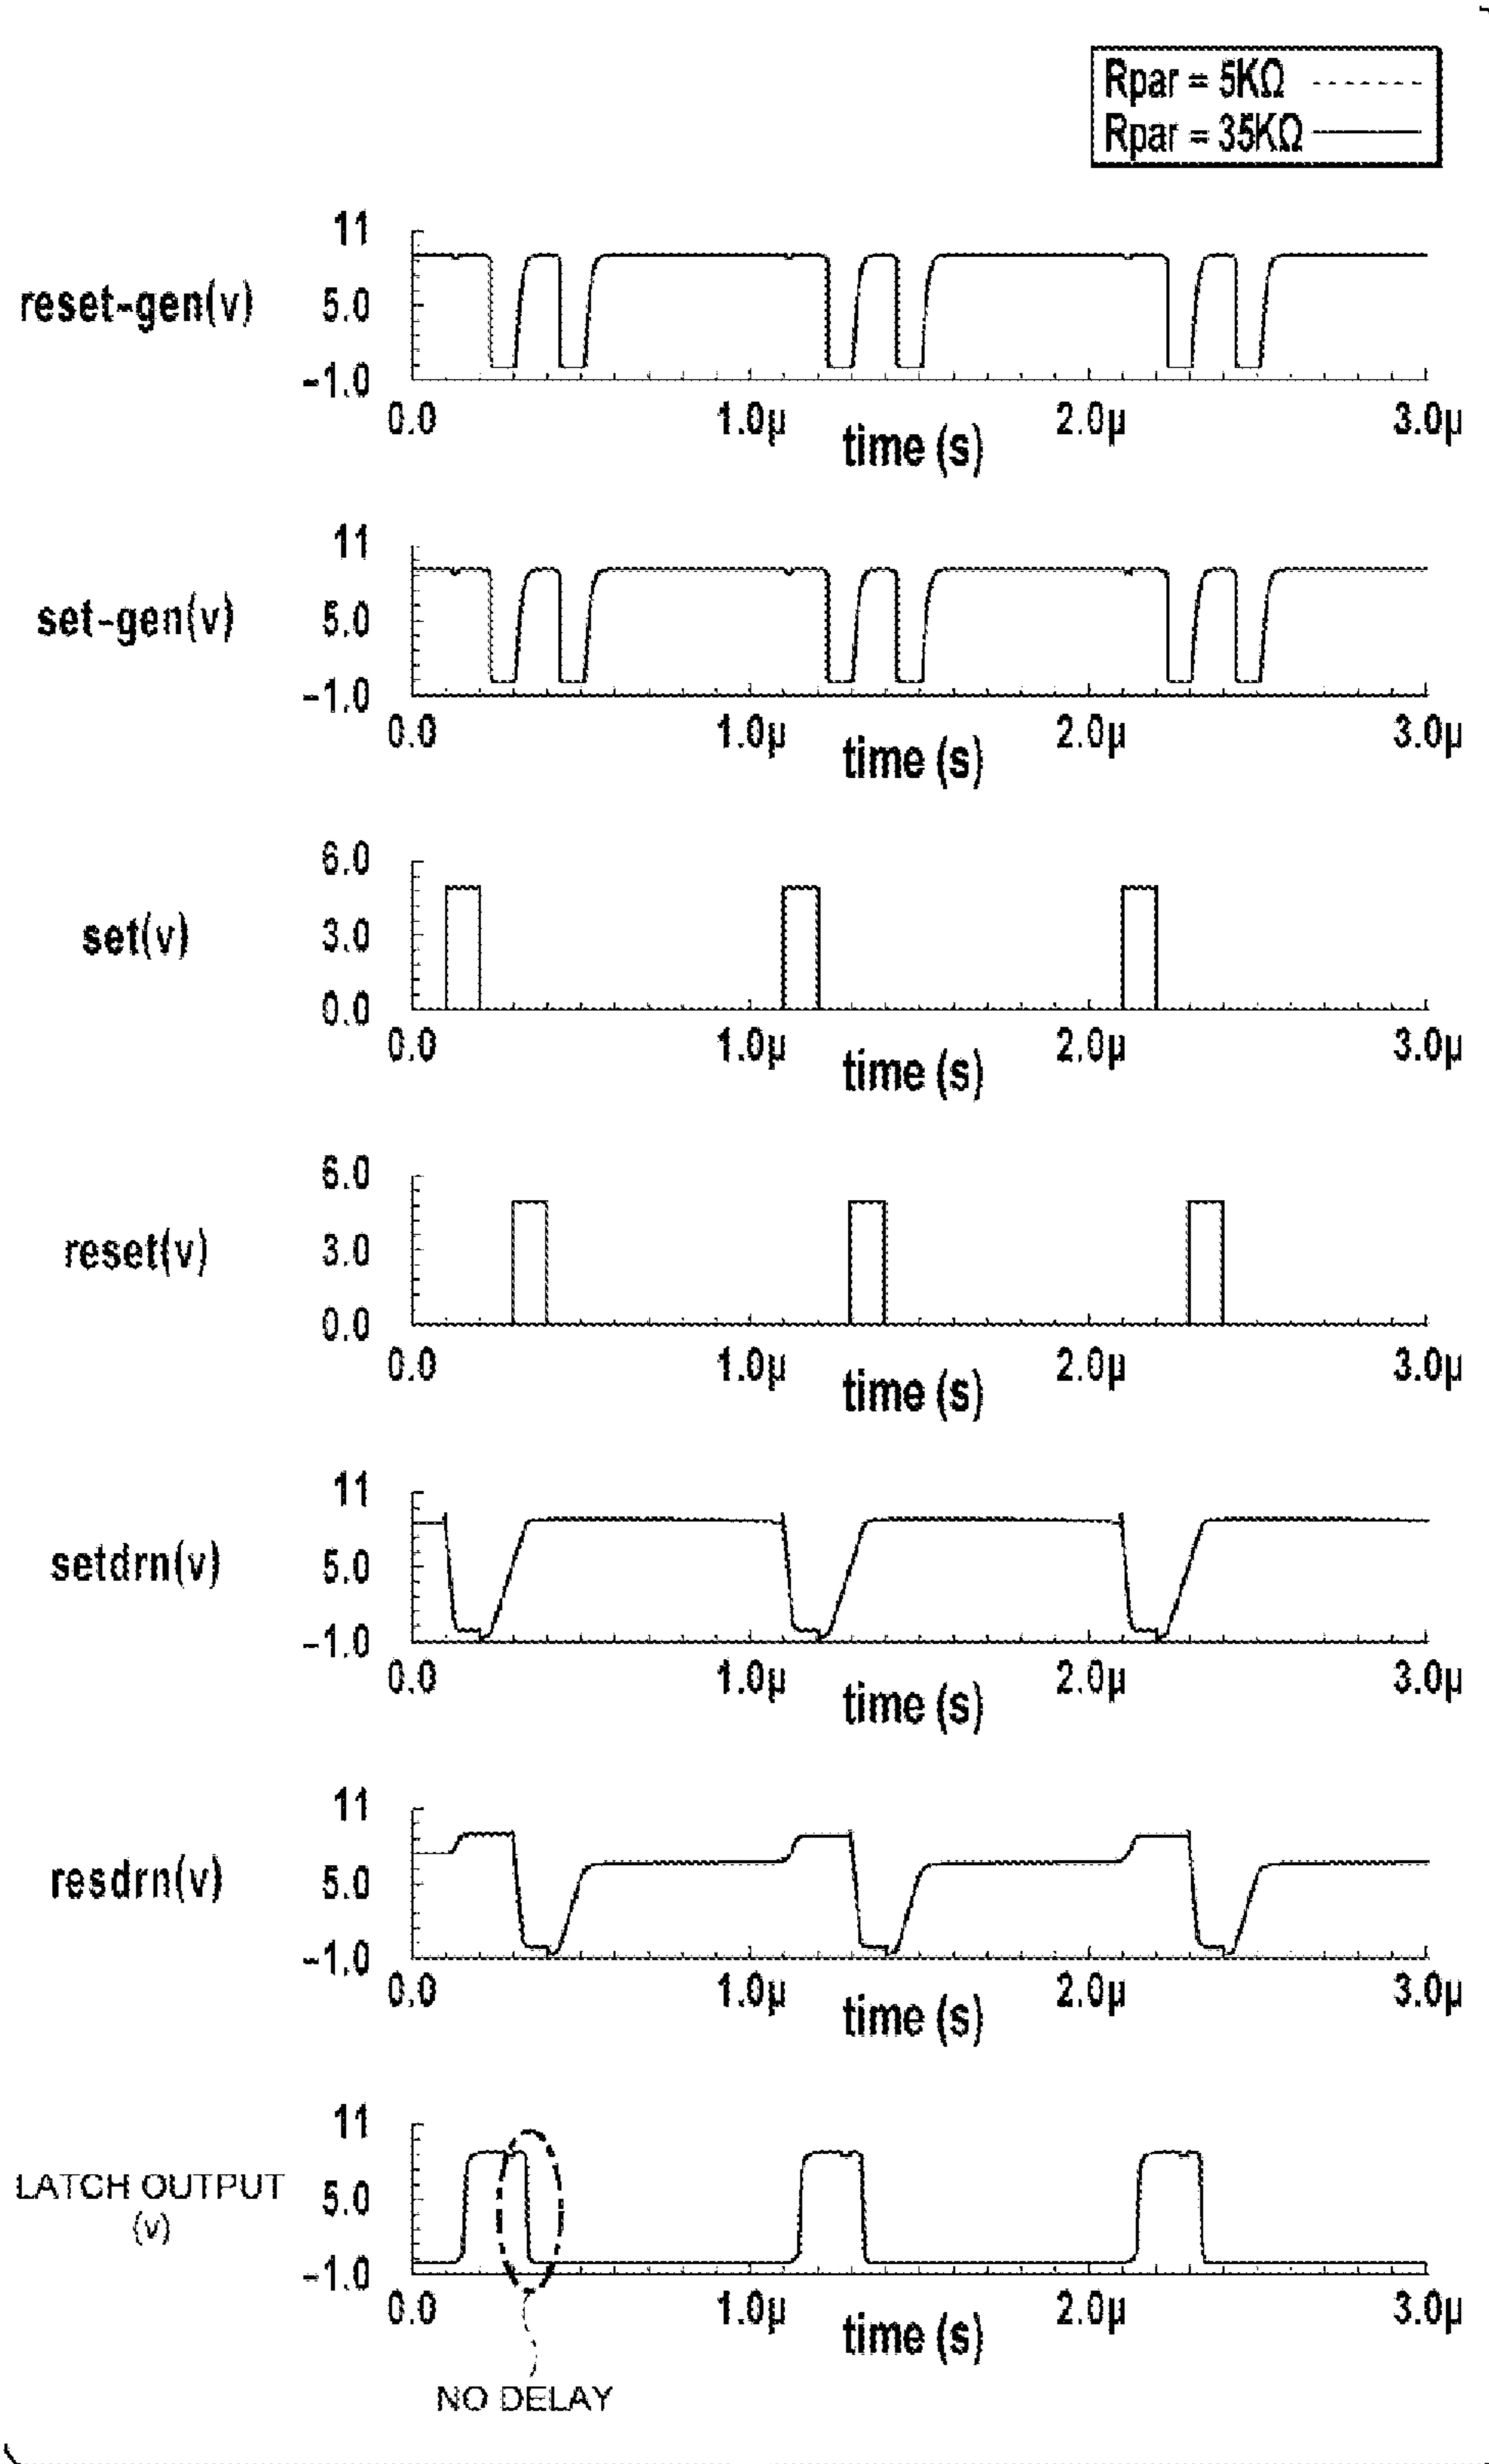 Rpar = 5KΩ
Rpar = 35KΩ
11
reset-gen(v)
5.0
-1.0
0.0 1.0μ 2.0μ 3.0μ
time (s)
11
set-gen(v)
5.0
-1.0
0.0 1.0μ 2.0μ 3.0μ
time (s)
6.0
set(v)
3.0
0.0
0.0 1.0μ 2.0μ 3.0μ
time (s)
6.0
reset(v)
3.0
0.0
0.0 1.0μ 2.0μ 3.0μ
time (s)
11
setdrn(v)
5.0
-1.0
0.0 1.0μ 2.0μ 3.0μ
time (s)
11
resdrn(v)
5.0
-1.0
0.0 1.0μ 2.0μ 3.0μ
time (s)
11
LATCH OUTPUT
(v)
5.0
-1.0
0.0 1.0μ 2.0μ 3.0μ
time (s)
NO DELAY